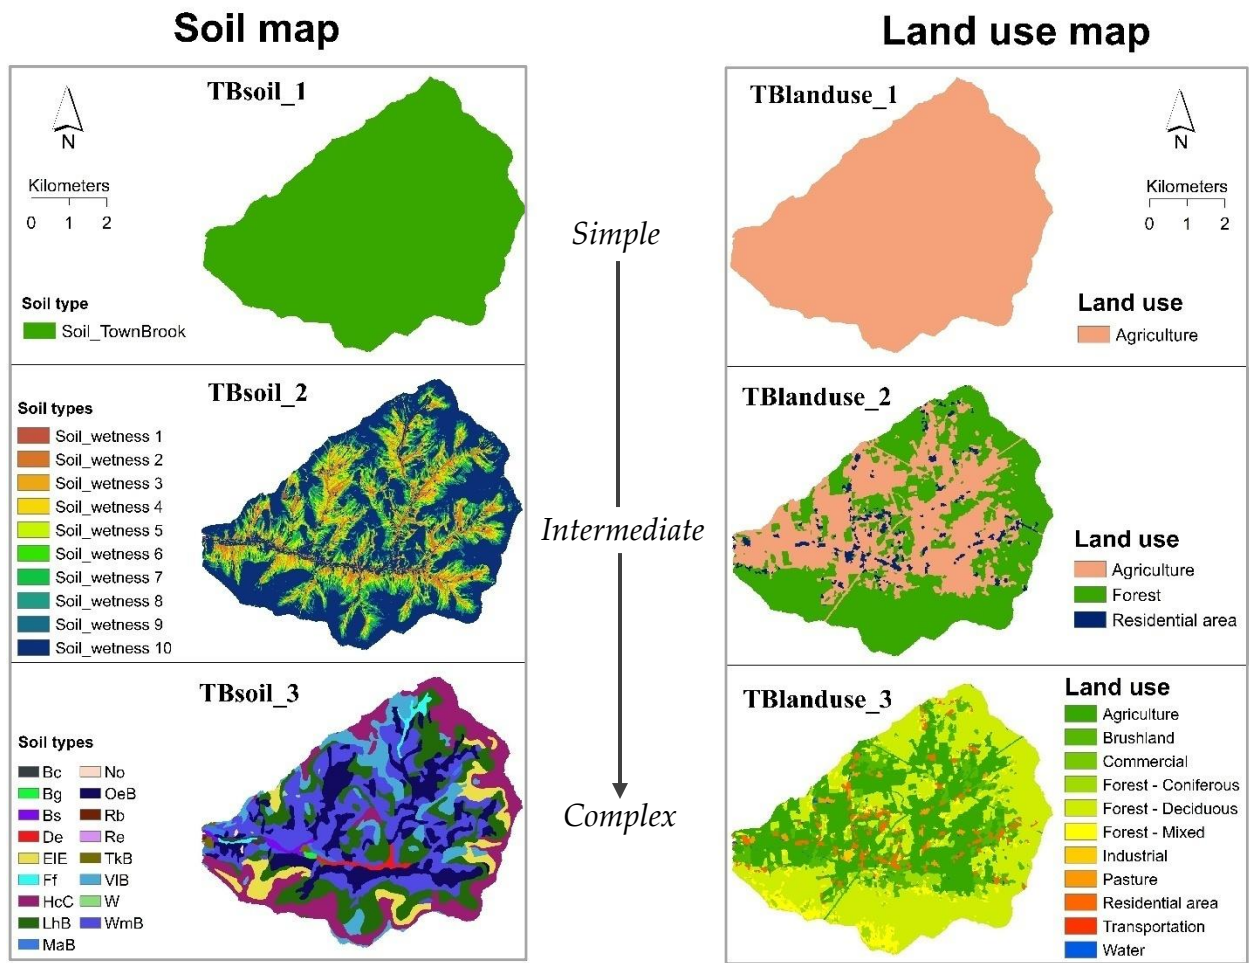 Soil map
Land use map
TBsoil_1
N
Kilometers
0 1 2
Soil type
Soil_TownBrook
TBsoil_2
Soil types
Soil_wetness 1
Soil_wetness 2
Soil_wetness 3
Soil_wetness 4
Soil_wetness 5
Soil_wetness 6
Soil_wetness 7
Soil_wetness 8
Soil_wetness 9
Soil_wetness 10
TBsoil_3
Soil types
Bc No
Bg OeB
Bs Rb
De Re
ElE TkB
Ff VlB
HcC W
LhB WmB
MaB
Simple
Intermediate
Complex
TBlanduse_1
N
Kilometers
0 1 2
Land use
Agriculture
TBlanduse_2
Land use
Agriculture
Forest
Residential area
TBlanduse_3
Land use
Agriculture
Brushland
Commercial
Forest - Coniferous
Forest - Deciduous
Forest - Mixed
Industrial
Pasture
Residential area
Transportation
Water